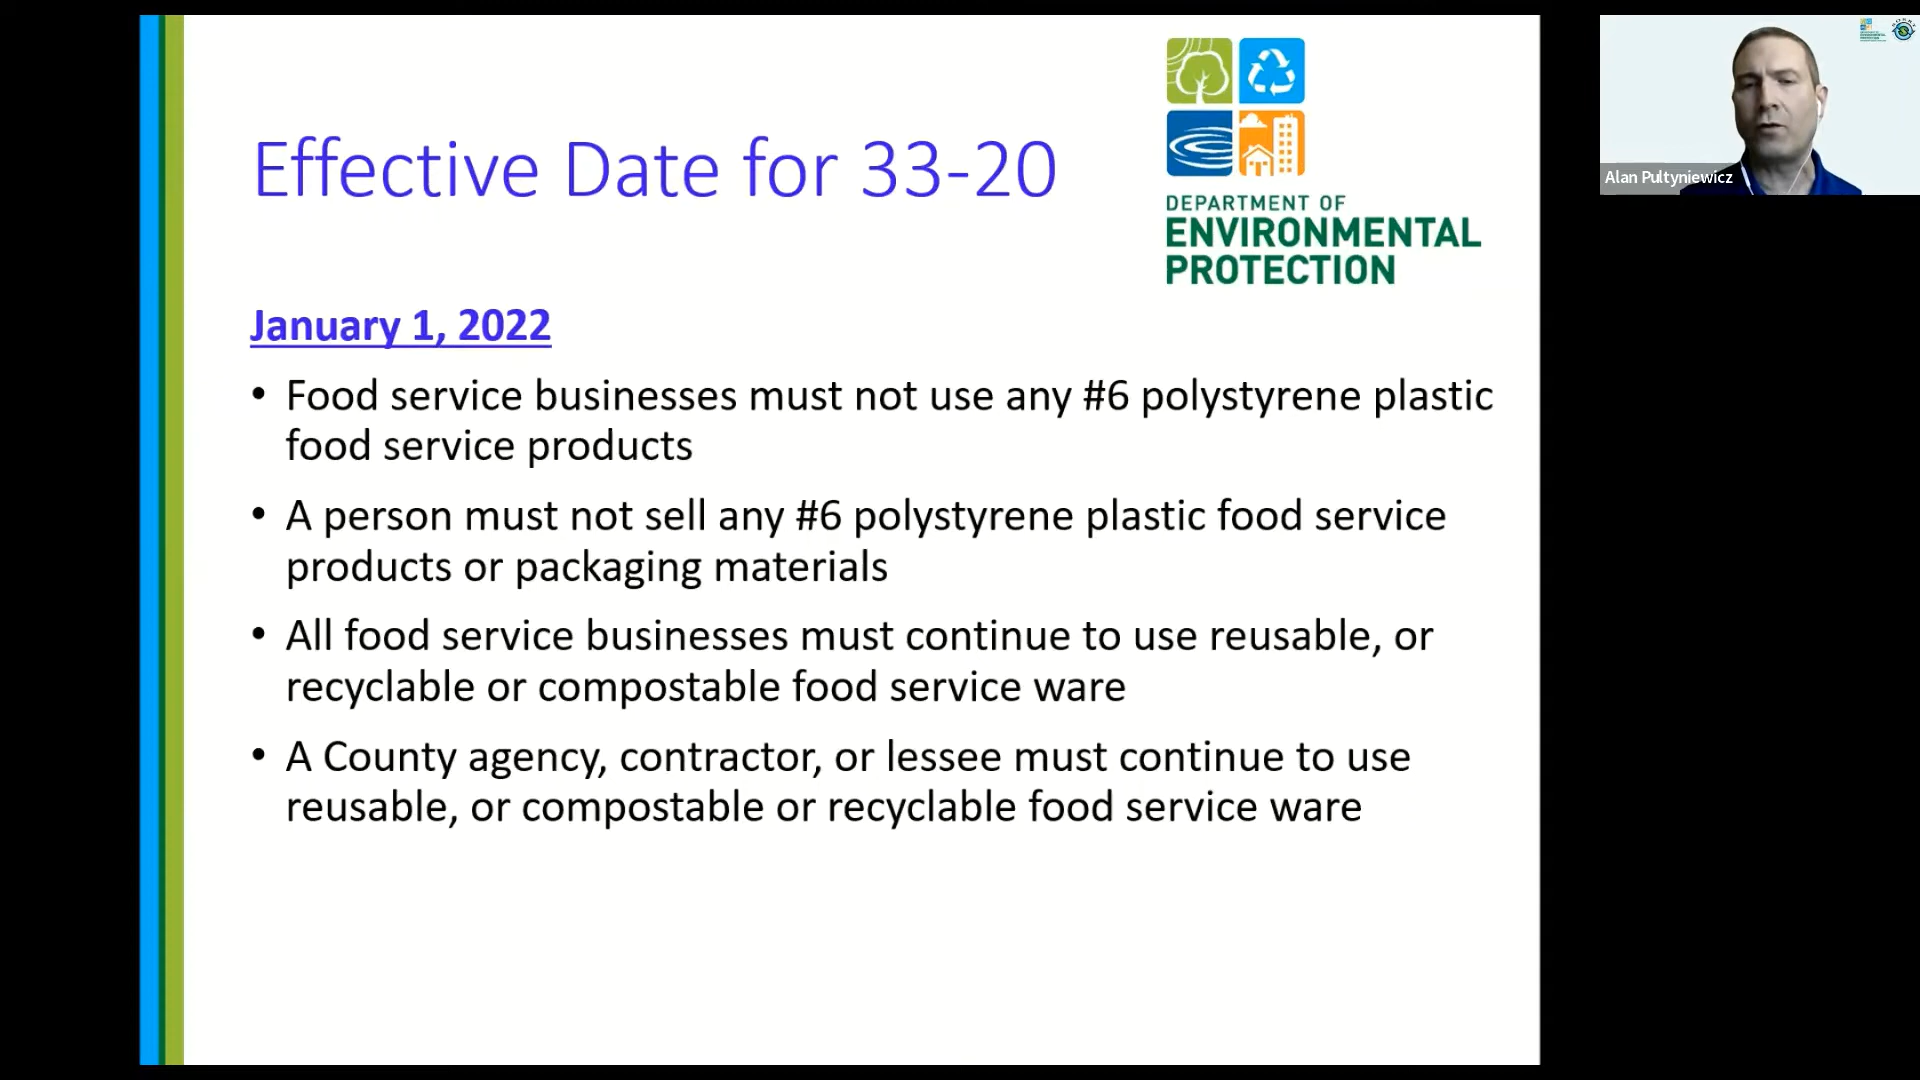 Effective Date for 33-20
DEPARTMENT OF
ENVIRONMENTAL
PROTECTION
Alan Pultyniewicz
January 1, 2022
• Food service businesses must not use any #6 polystyrene plastic
food service products
• A person must not sell any #6 polystyrene plastic food service
products or packaging materials
• All food service businesses must continue to use reusable, or
recyclable or compostable food service ware
• A County agency, contractor, or lessee must continue to use
reusable, or compostable or recyclable food service ware